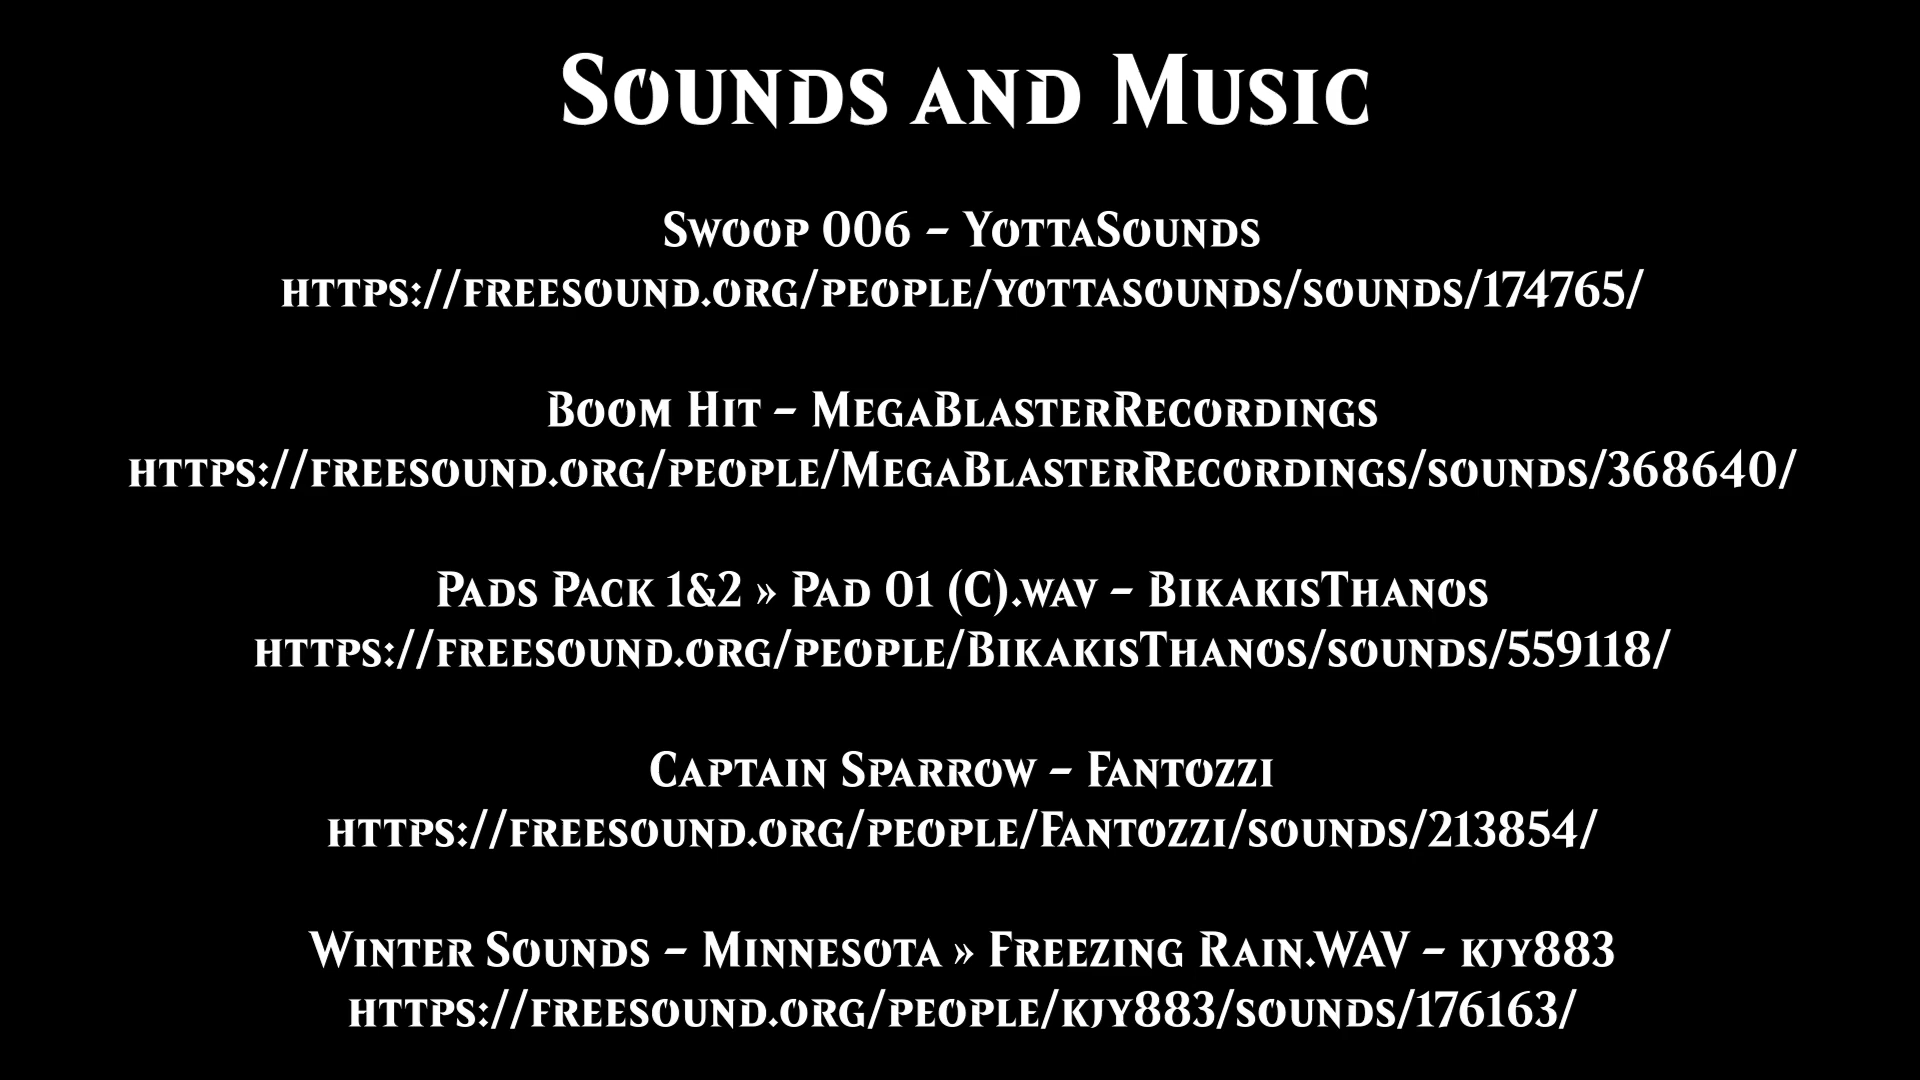 Sounds and Music
Swoop 006 – YottaSounds
https://freesound.org/people/yottasounds/sounds/174765/
Boom Hit – MegaBlasterRecordings
https://freesound.org/people/MegaBlasterRecordings/sounds/368640/
Pads Pack 1&2 » Pad 01 (C).wav – BikakisThanos
https://freesound.org/people/BikakisThanos/sounds/559118/
Captain Sparrow – Fantozzi
https://freesound.org/people/Fantozzi/sounds/213854/
Winter Sounds – Minnesota » Freezing Rain.WAV – kjy883
https://freesound.org/people/kjy883/sounds/176163/